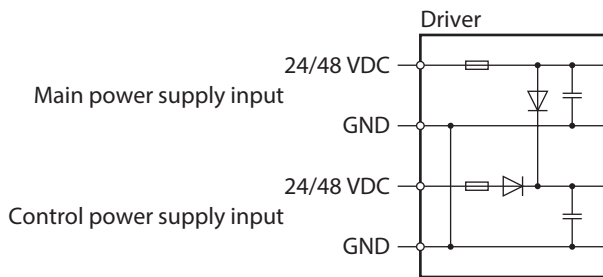 Driver
24/48 VDC
Main power supply input
GND
24/48 VDC
Control power supply input
GND